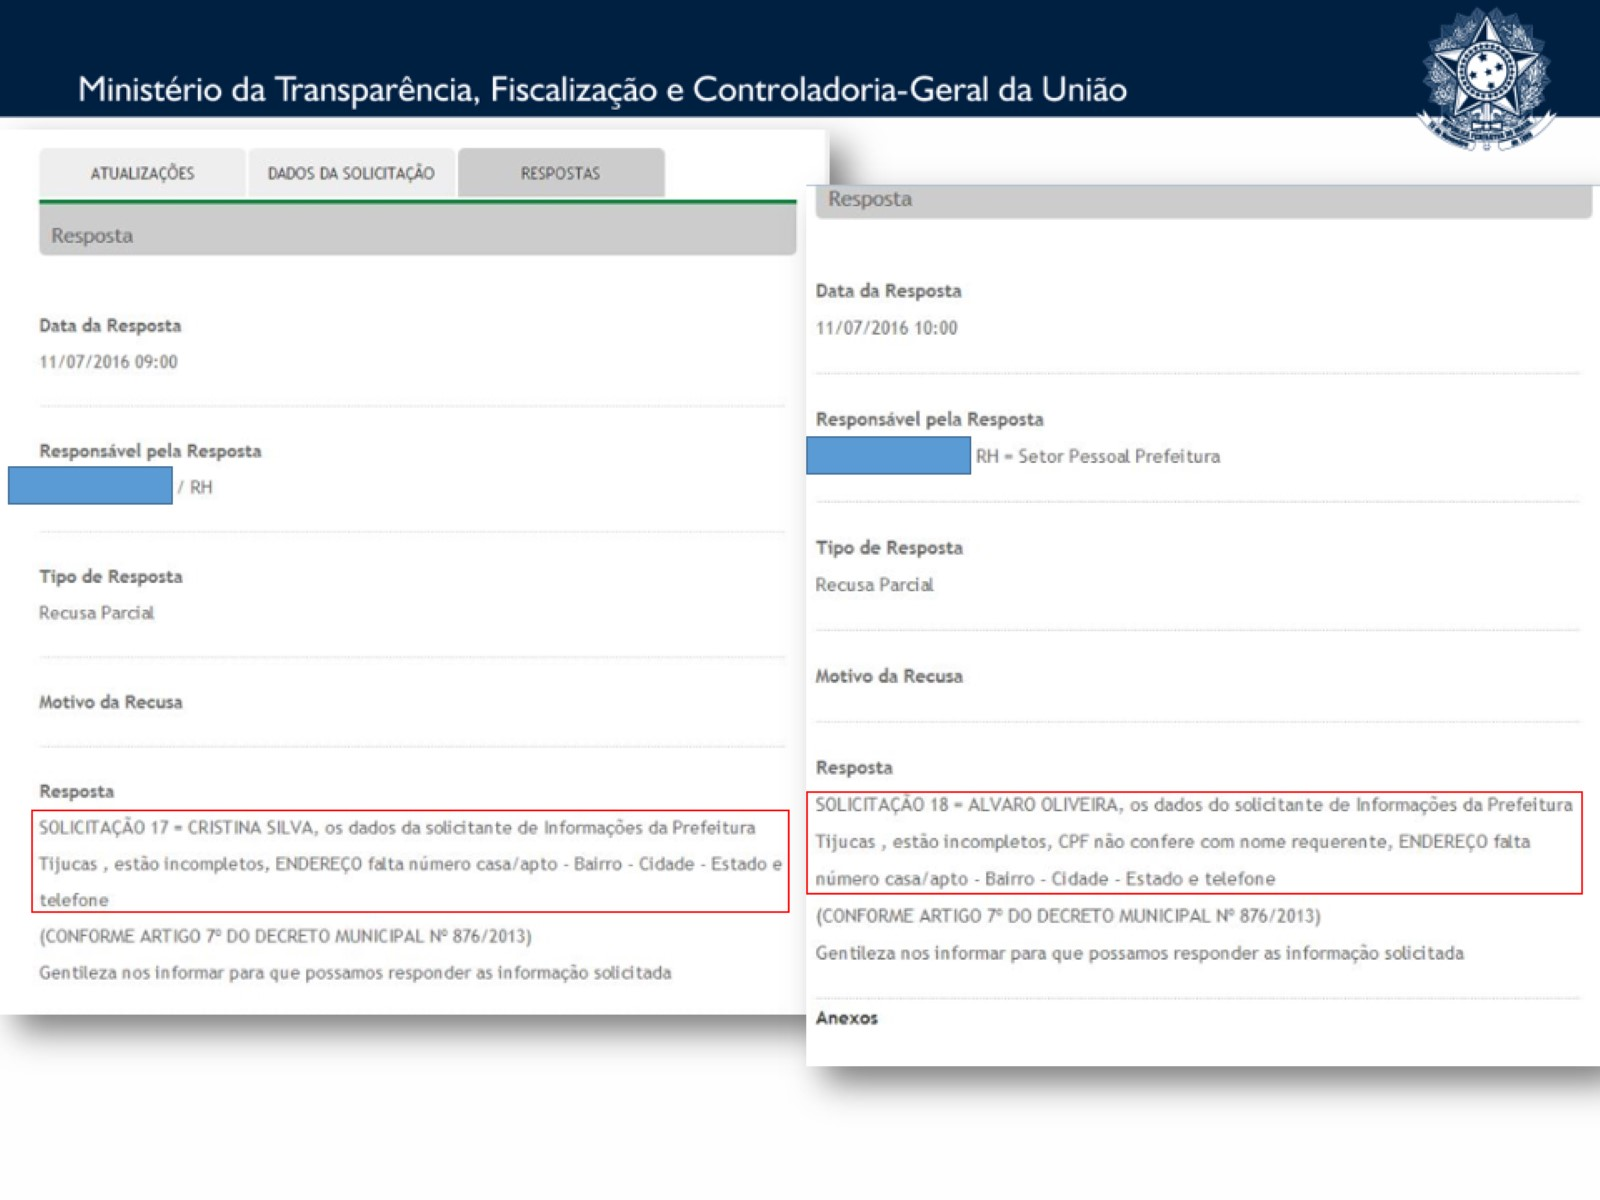 Ministério da Transparência, Fiscalização e Controladoria-Geral da União
ATUALIZAÇÕES
DADOS DA SOLICITAÇÃO
RESPOSTAS
Resposta
Data da Resposta
11/07/2016 09:00
Responsável pela Resposta
/ RH
Tipo de Resposta
Recusa Parcial
Motivo da Recusa
Resposta
SOLICITAÇÃO 17 = CRISTINA SILVA, os dados da solicitante de Informações da Prefeitura
Tijucas , estão incompletos, ENDEREÇO falta número casa/apto - Bairro - Cidade - Estado e
telefone
(CONFORME ARTIGO 7º DO DECRETO MUNICIPAL Nº 876/2013)
Gentileza nos informar para que possamos responder as informação solicitada
Resposta
Data da Resposta
11/07/2016 10:00
Responsável pela Resposta
RH = Setor Pessoal Prefeitura
Tipo de Resposta
Recusa Parcial
Motivo da Recusa
Resposta
SOLICITAÇÃO 18 = ALVARO OLIVEIRA, os dados do solicitante de Informações da Prefeitura
Tijucas , estão incompletos, CPF não confere com nome requerente, ENDEREÇO falta
número casa/apto - Bairro - Cidade - Estado e telefone
(CONFORME ARTIGO 7º DO DECRETO MUNICIPAL Nº 876/2013)
Gentileza nos informar para que possamos responder as informação solicitada
Anexos